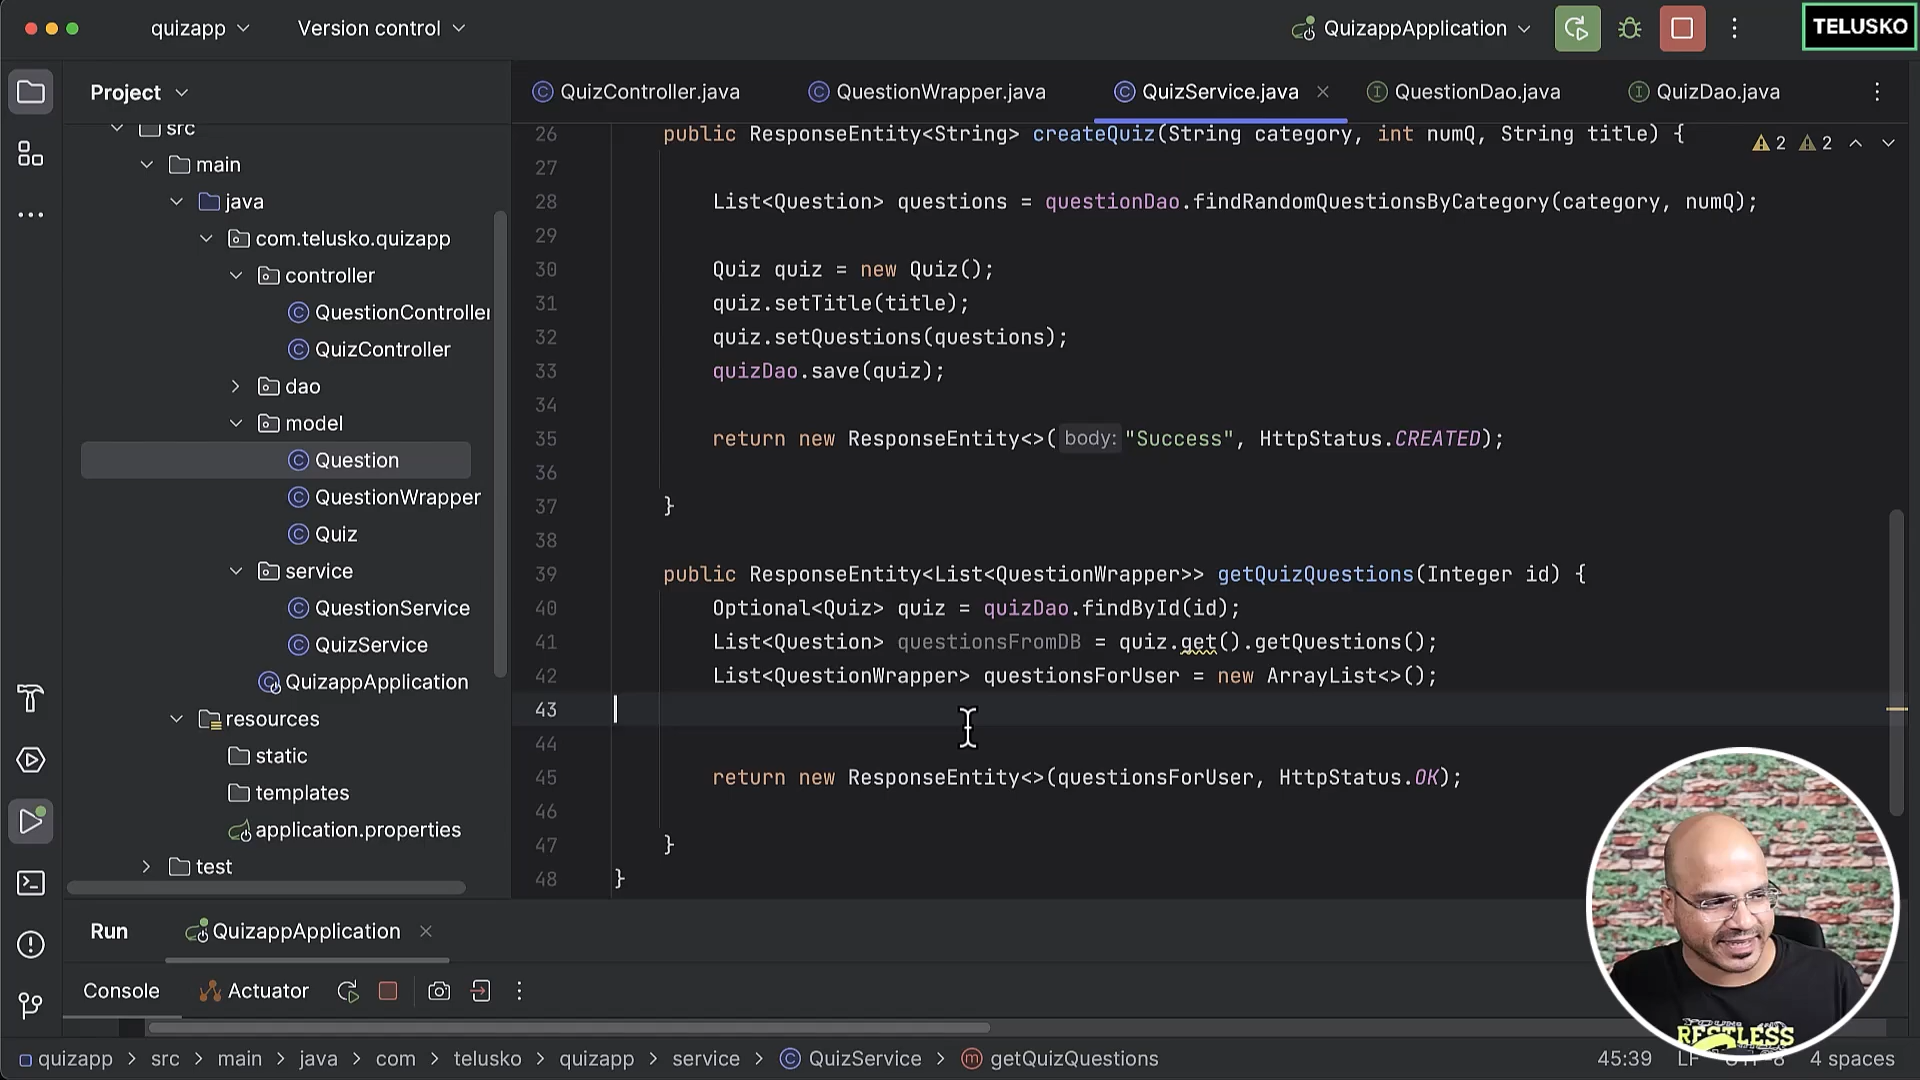 quizapp
Version control
QuizappApplication
TELUSKO
Project
QuizController.java
QuestionWrapper.java
QuizService.java
QuestionDao.java
QuizDao.java
src
main
java
com.telusko.quizapp
controller
QuestionController
QuizController
dao
model
Question
QuestionWrapper
Quiz
service
QuestionService
QuizService
QuizappApplication
resources
static
templates
application.properties
test
2 2
26 public ResponseEntity<String> createQuiz(String category, int numQ, String title) {
27
28 List<Question> questions = questionDao.findRandomQuestionsByCategory(category, numQ);
29
30 Quiz quiz = new Quiz();
31 quiz.setTitle(title);
32 quiz.setQuestions(questions);
33 quizDao.save(quiz);
34
35 return new ResponseEntity<>( body: "Success", HttpStatus.CREATED);
36
37 }
38
39 public ResponseEntity<List<QuestionWrapper>> getQuizQuestions(Integer id) {
40 Optional<Quiz> quiz = quizDao.findById(id);
41 List<Question> questionsFromDB = quiz.get().getQuestions();
42 List<QuestionWrapper> questionsForUser = new ArrayList<>();
43
44
45 return new ResponseEntity<>(questionsForUser, HttpStatus.OK);
46
47 }
48 }
Run
QuizappApplication
Console
Actuator
RESTLESS
quizapp > src > main > java > com > telusko > quizapp > service > QuizService > getQuizQuestions
45:39
4 spaces